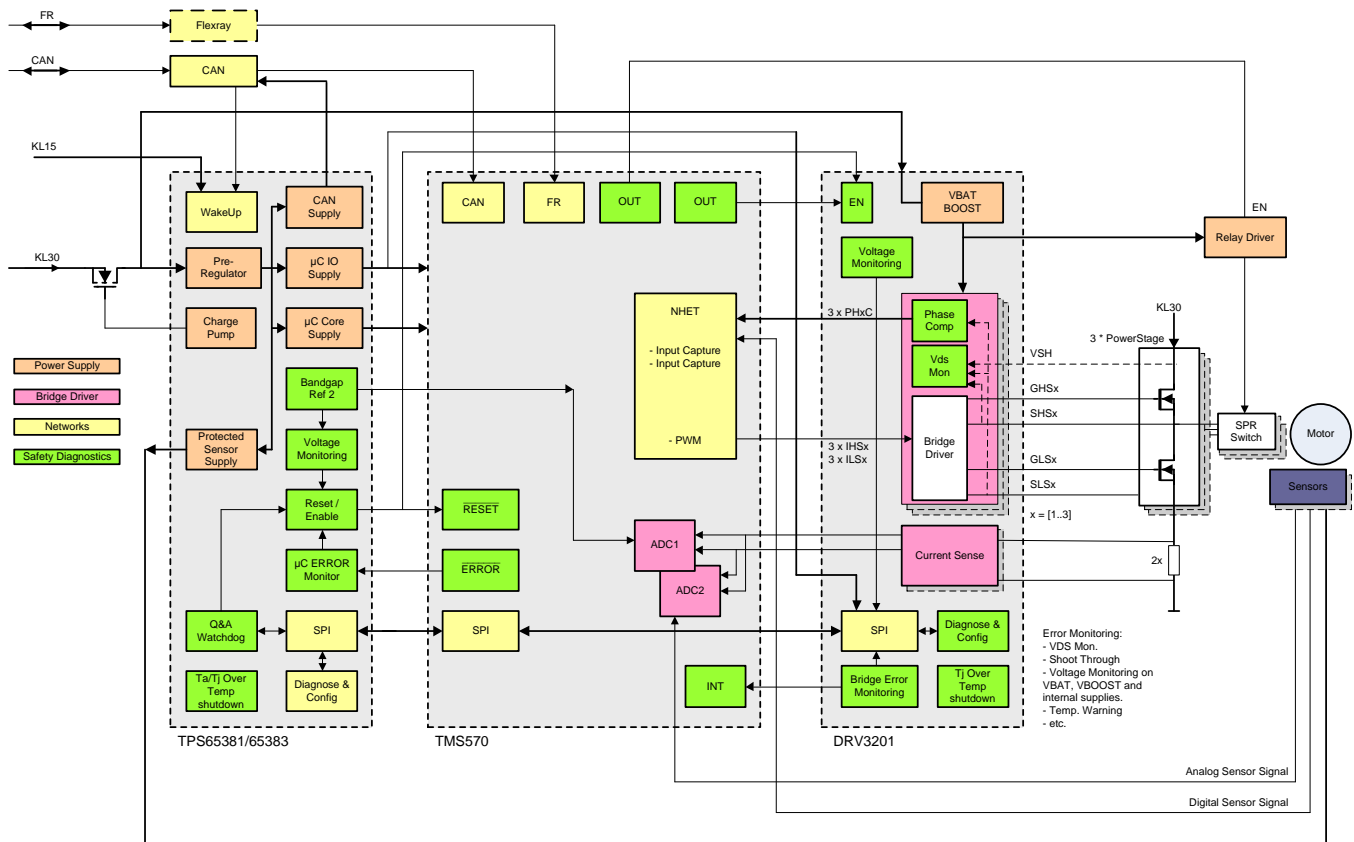 FR
Flexray
CAN
CAN
KL15
KL30
WakeUp
CAN
Supply
Pre-
Regulator
µC IO
Supply
Charge
Pump
µC Core
Supply
Bandgap
Ref 2
Protected
Sensor
Supply
Voltage
Monitoring
Reset /
Enable
µC ERROR
Monitor
Q&A
Watchdog
SPI
Ta/Tj Over
Temp
shutdown
Diagnose &
Config
TPS65381/65383
Power Supply
Bridge Driver
Networks
Safety Diagnostics
CAN
FR
OUT
OUT
NHET
- Input Capture
- Input Capture
- PWM
RESET
ERROR
ADC1
ADC2
SPI
INT
TMS570
EN
VBAT
BOOST
Voltage
Monitoring
3 x PHxC
Phase
Comp
Vds
Mon
3 x IHSx
3 x ILSx
Bridge
Driver
Current Sense
SPI
Diagnose &
Config
Bridge Error
Monitoring
Tj Over
Temp
shutdown
DRV3201
EN
Relay Driver
KL30
3 * PowerStage
VSH
GHSx
SHSx
GLSx
SLSx
x = [1..3]
SPR
Switch
Motor
Sensors
2x
Error Monitoring:
- VDS Mon.
- Shoot Through
- Voltage Monitoring on
VBAT, VBOOST and
internal supplies.
- Temp. Warning
- etc.
Analog Sensor Signal
Digital Sensor Signal